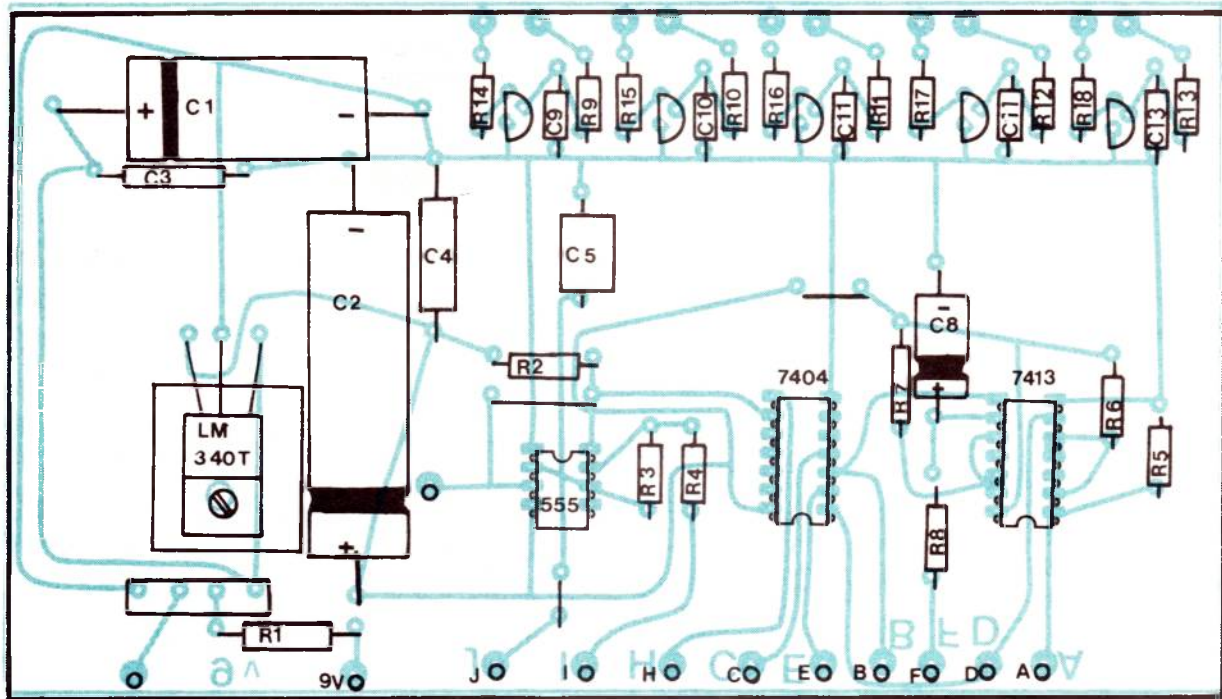 R14
C9
R9
R15
C10
R10
R16
C11
R11
R17
C11
R12
R18
C13
R13
+ C1 -
C3
-
C2
+
C4
C5
-
C8
+
R2
7404
7413
R7
R6
R5
LM
340T
555
R3
R4
R8
R1
9V
J
I
H
C
E
B
F
D
A
9V
J
I
H
C
E
B
F
D
A